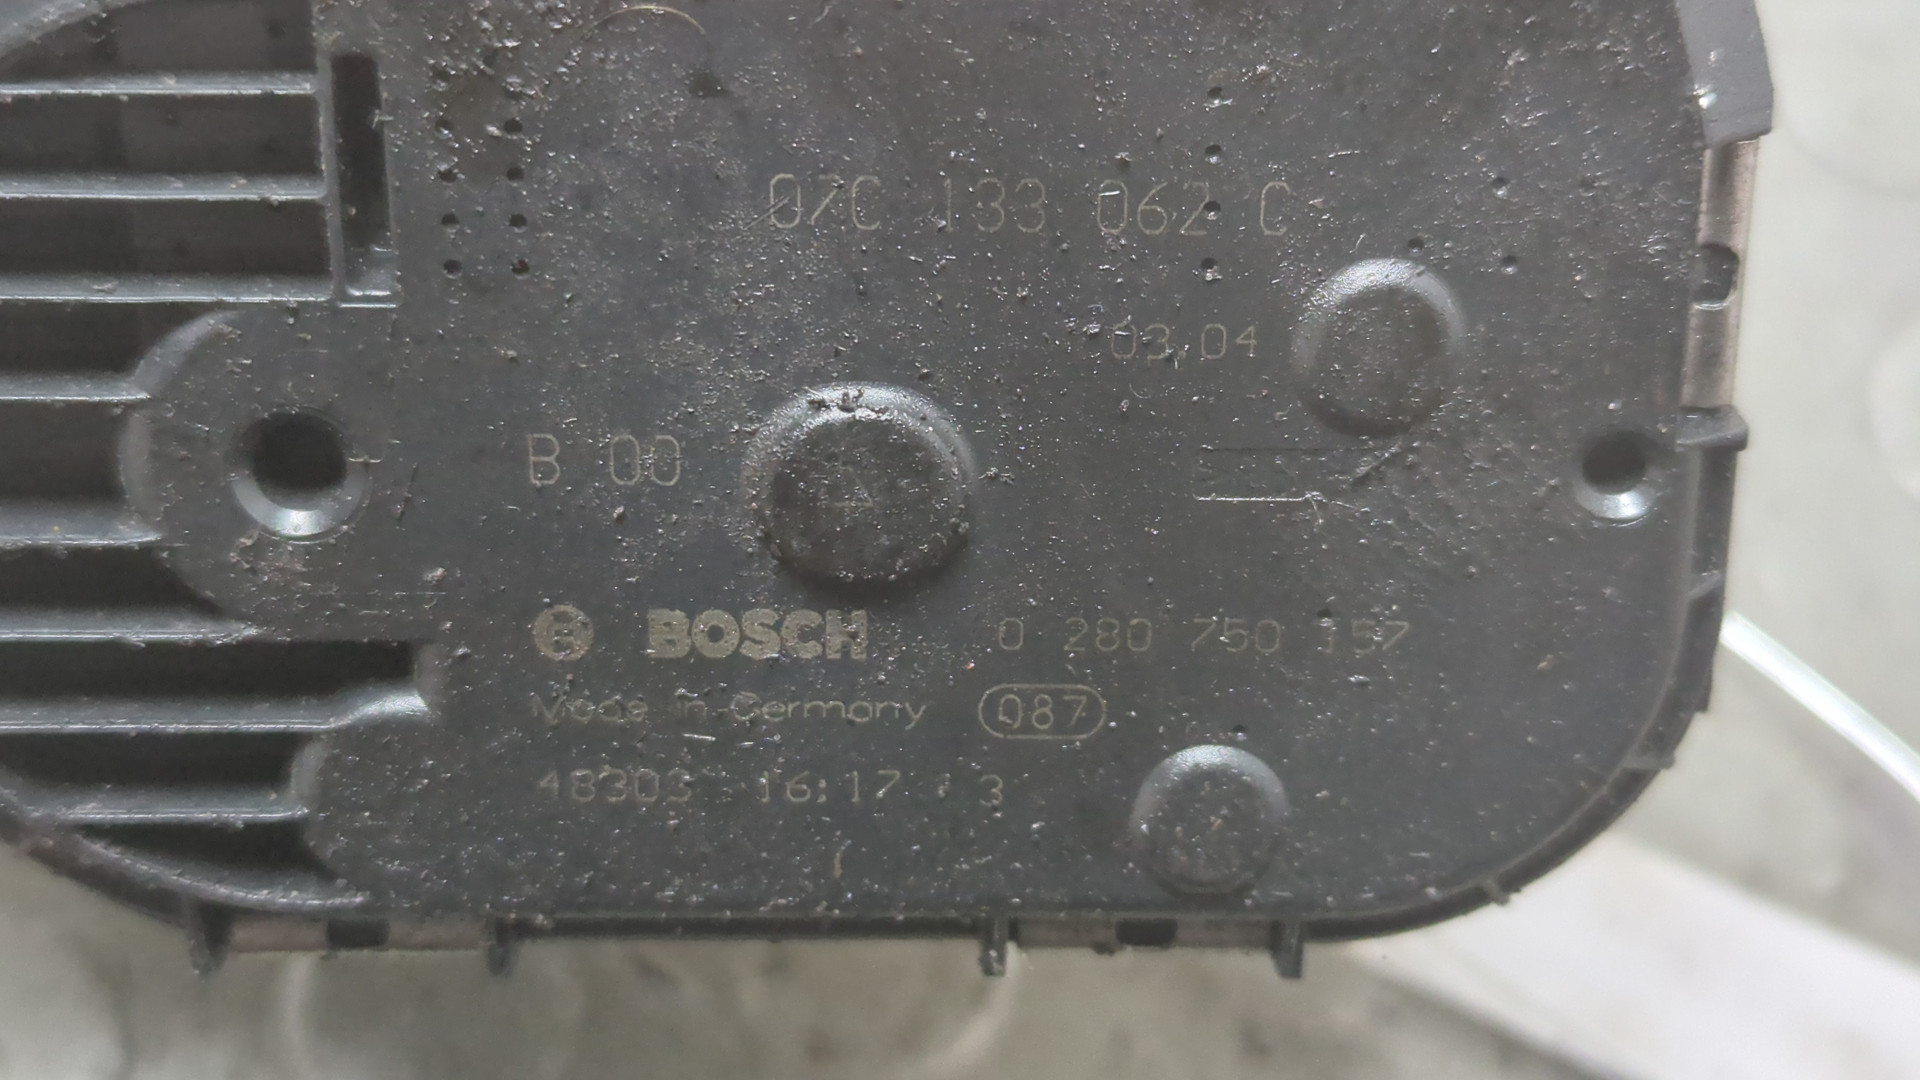 07C 133 062 C
03.04
B 00
BOSCH 0 280 750 157
Made in Germany 087
48303 16:17 3